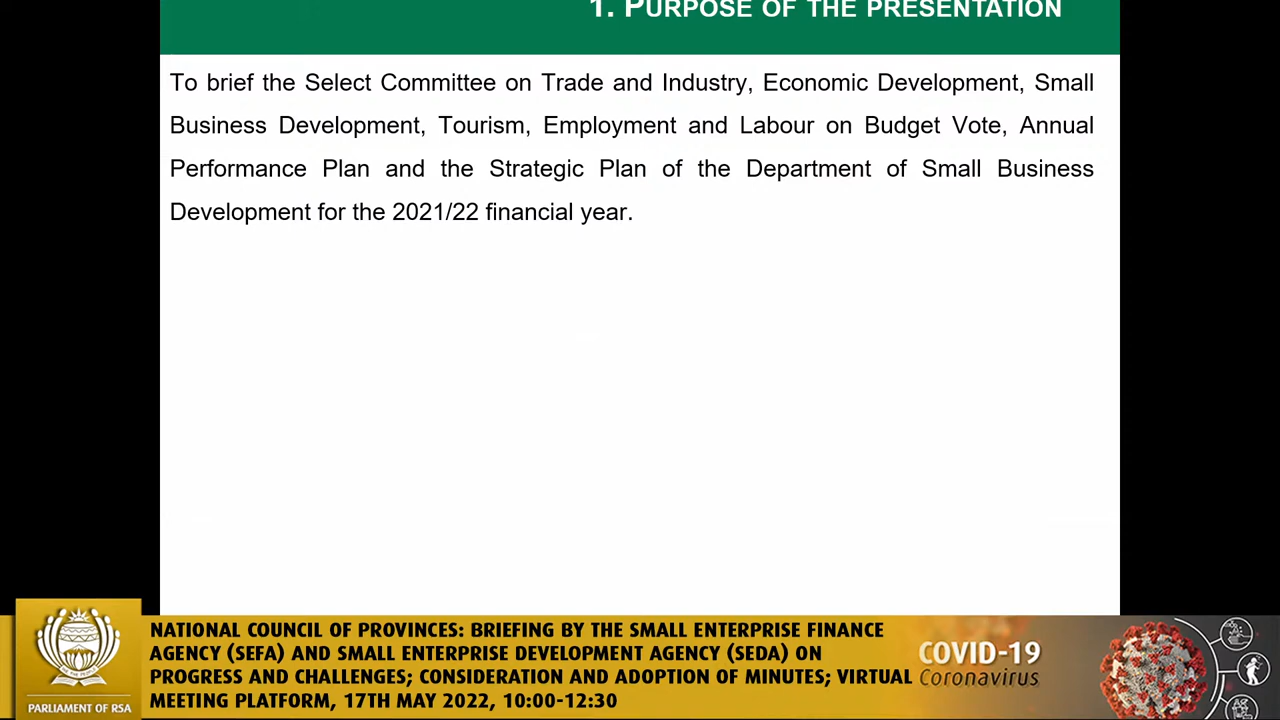 1. PURPOSE OF THE PRESENTATION
To brief the Select Committee on Trade and Industry, Economic Development, Small
Business Development, Tourism, Employment and Labour on Budget Vote, Annual
Performance Plan and the Strategic Plan of the Department of Small Business
Development for the 2021/22 financial year.
NATIONAL COUNCIL OF PROVINCES: BRIEFING BY THE SMALL ENTERPRISE FINANCE
AGENCY (SEFA) AND SMALL ENTERPRISE DEVELOPMENT AGENCY (SEDA) ON
PROGRESS AND CHALLENGES; CONSIDERATION AND ADOPTION OF MINUTES; VIRTUAL
MEETING PLATFORM, 17TH MAY 2022, 10:00-12:30
PARLIAMENT OF RSA
COVID-19
Coronavirus